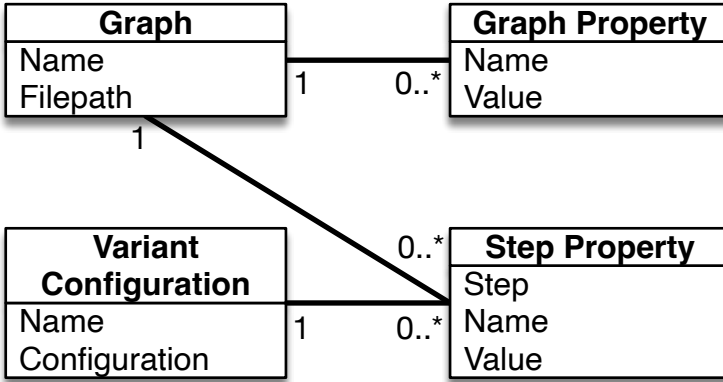 Graph
Name
Filepath
Graph Property
Name
Value
1
0..*
1
0..*
Variant
Configuration
Name
Configuration
1
0..*
Step Property
Step
Name
Value